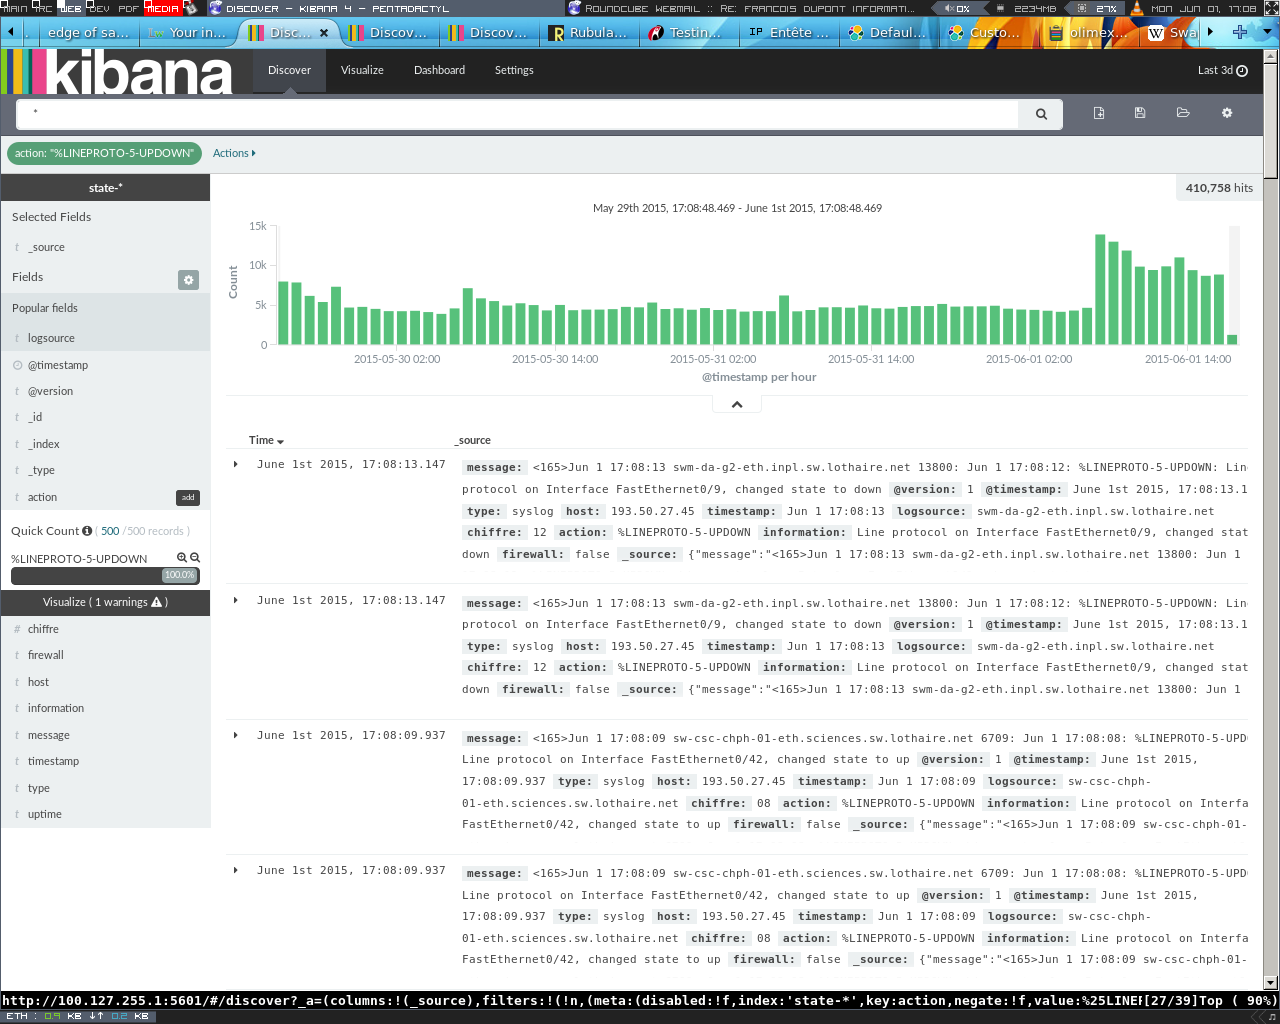 MAIN IRC WEB DEV PDF MEDIA DISCOVER - KIBANA 4 - PENTADACTYL ROUNDCUBE WEBMAIL :: RE: FRANCOIS DUPONT INFORMATI... 0% 2234MB 27% MON JUN 01, 17:08
edge of sa... Your in... Disc... Discov... Discov... Rubula... Testin... Entête ... Defaul... Custo... olimex... Swap
kibana Discover Visualize Dashboard Settings Last 3d
*
action: "%LINEPROTO-5-UPDOWN" Actions
state-*
410,758 hits
Selected Fields
t _source
Fields
Popular fields
t logsource
@timestamp
t @version
t _id
t _index
t _type
t action add
Quick Count ( 500 /500 records )
%LINEPROTO-5-UPDOWN
100.0%
Visualize ( 1 warnings )
# chiffre
t firewall
t host
t information
t message
t timestamp
t type
t uptime
May 29th 2015, 17:08:48.469 - June 1st 2015, 17:08:48.469
15k
10k
5k
0
Count
2015-05-30 02:00 2015-05-30 14:00 2015-05-31 02:00 2015-05-31 14:00 2015-06-01 02:00 2015-06-01 14:00
@timestamp per hour
Time _source
June 1st 2015, 17:08:13.147 message: <165>Jun 1 17:08:13 swm-da-g2-eth.inpl.sw.lothaire.net 13800: Jun 1 17:08:12: %LINEPROTO-5-UPDOWN: Line
protocol on Interface FastEthernet0/9, changed state to down @version: 1 @timestamp: June 1st 2015, 17:08:13.1
type: syslog host: 193.50.27.45 timestamp: Jun 1 17:08:13 logsource: swm-da-g2-eth.inpl.sw.lothaire.net
chiffre: 12 action: %LINEPROTO-5-UPDOWN information: Line protocol on Interface FastEthernet0/9, changed stat
down firewall: false _source: {"message":"<165>Jun 1 17:08:13 swm-da-g2-eth.inpl.sw.lothaire.net 13800: Jun 1
June 1st 2015, 17:08:13.147 message: <165>Jun 1 17:08:13 swm-da-g2-eth.inpl.sw.lothaire.net 13800: Jun 1 17:08:12: %LINEPROTO-5-UPDOWN: Line
protocol on Interface FastEthernet0/9, changed state to down @version: 1 @timestamp: June 1st 2015, 17:08:13.1
type: syslog host: 193.50.27.45 timestamp: Jun 1 17:08:13 logsource: swm-da-g2-eth.inpl.sw.lothaire.net
chiffre: 12 action: %LINEPROTO-5-UPDOWN information: Line protocol on Interface FastEthernet0/9, changed stat
down firewall: false _source: {"message":"<165>Jun 1 17:08:13 swm-da-g2-eth.inpl.sw.lothaire.net 13800: Jun 1
June 1st 2015, 17:08:09.937 message: <165>Jun 1 17:08:09 sw-csc-chph-01-eth.sciences.sw.lothaire.net 6709: Jun 1 17:08:08: %LINEPROTO-5-UPDO
Line protocol on Interface FastEthernet0/42, changed state to up @version: 1 @timestamp: June 1st 2015,
17:08:09.937 type: syslog host: 193.50.27.45 timestamp: Jun 1 17:08:09 logsource: sw-csc-chph-
01-eth.sciences.sw.lothaire.net chiffre: 08 action: %LINEPROTO-5-UPDOWN information: Line protocol on Interfa
FastEthernet0/42, changed state to up firewall: false _source: {"message":"<165>Jun 1 17:08:09 sw-csc-chph-01-
June 1st 2015, 17:08:09.937 message: <165>Jun 1 17:08:09 sw-csc-chph-01-eth.sciences.sw.lothaire.net 6709: Jun 1 17:08:08: %LINEPROTO-5-UPDO
Line protocol on Interface FastEthernet0/42, changed state to up @version: 1 @timestamp: June 1st 2015,
17:08:09.937 type: syslog host: 193.50.27.45 timestamp: Jun 1 17:08:09 logsource: sw-csc-chph-
01-eth.sciences.sw.lothaire.net chiffre: 08 action: %LINEPROTO-5-UPDOWN information: Line protocol on Interfa
FastEthernet0/42, changed state to up firewall: false _source: {"message":"<165>Jun 1 17:08:09 sw-csc-chph-01-
http://100.127.255.1:5601/#/discover?_a=(columns:!(_source),filters:!(!n,(meta:(disabled:!f,index:'state-*',key:action,negate:!f,value:%25LINEF[27/39]Top ( 90%)
ETH : 0.9 KB ↓↑ 0.2 KB